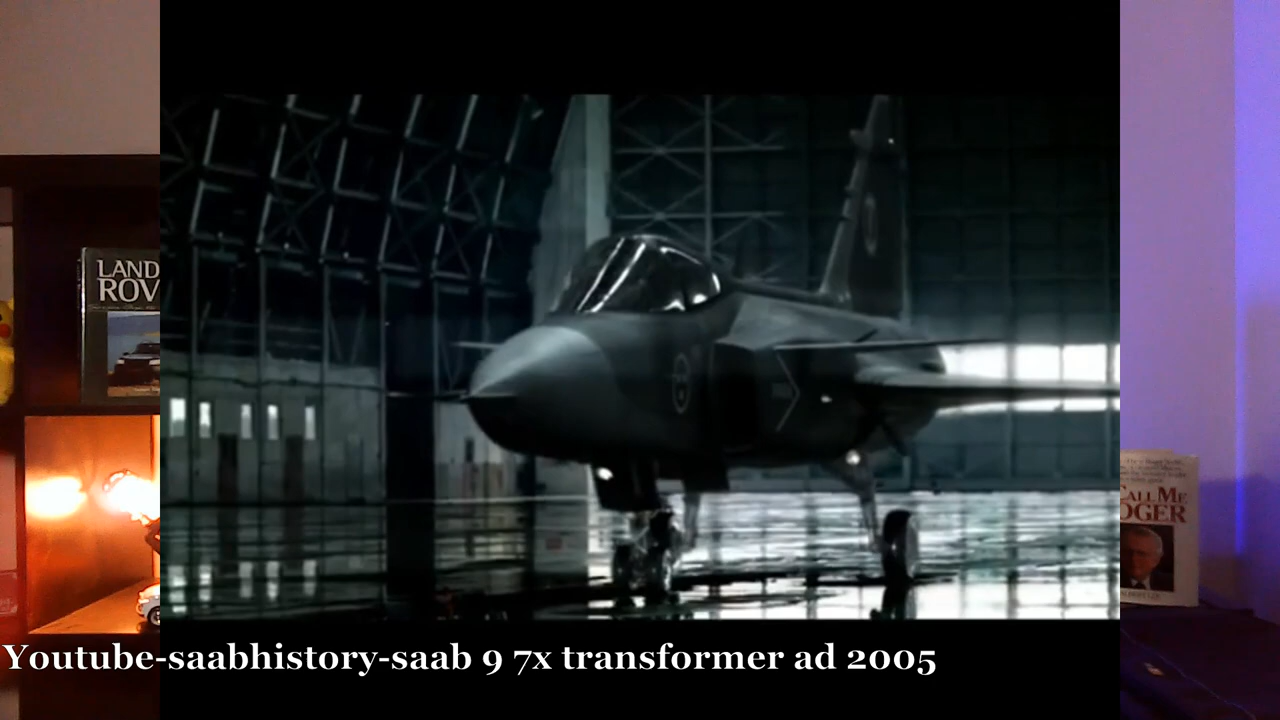 LAND
ROV
CALL ME
OGER
Youtube-saabhistory-saab 9 7x transformer ad 2005